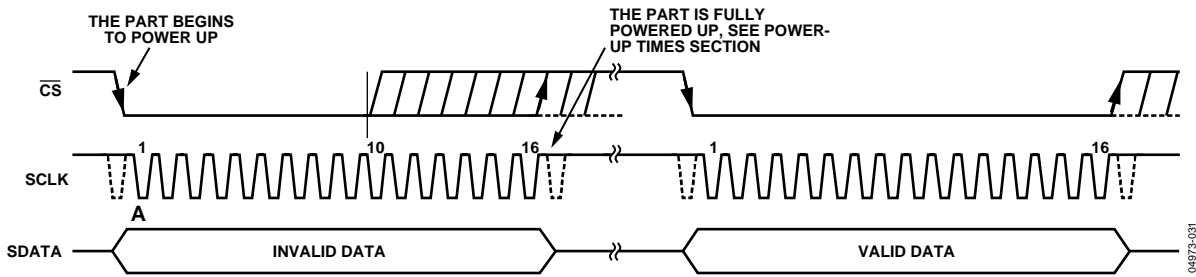 THE PART BEGINS
TO POWER UP
THE PART IS FULLY
POWERED UP, SEE POWER-
UP TIMES SECTION
CS
1
10
16
1
16
SCLK
A
SDATA
INVALID DATA
VALID DATA
04973-031